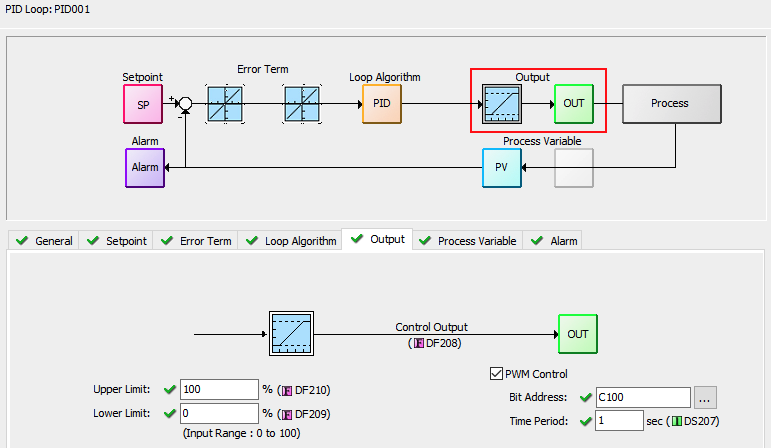 PID Loop: PID001
Error Term
Setpoint
Loop Algorithm
Output
SP
+
-
PID
OUT
Process
Alarm
Process Variable
Alarm
PV
General
Setpoint
Error Term
Loop Algorithm
Output
Process Variable
Alarm
Control Output
(F DF208)
OUT
PWM Control
Upper Limit: 100 % (F DF210)
Bit Address: C100 ...
Lower Limit: 0 % (F DF209)
Time Period: 1 sec (I DS207)
(Input Range : 0 to 100)